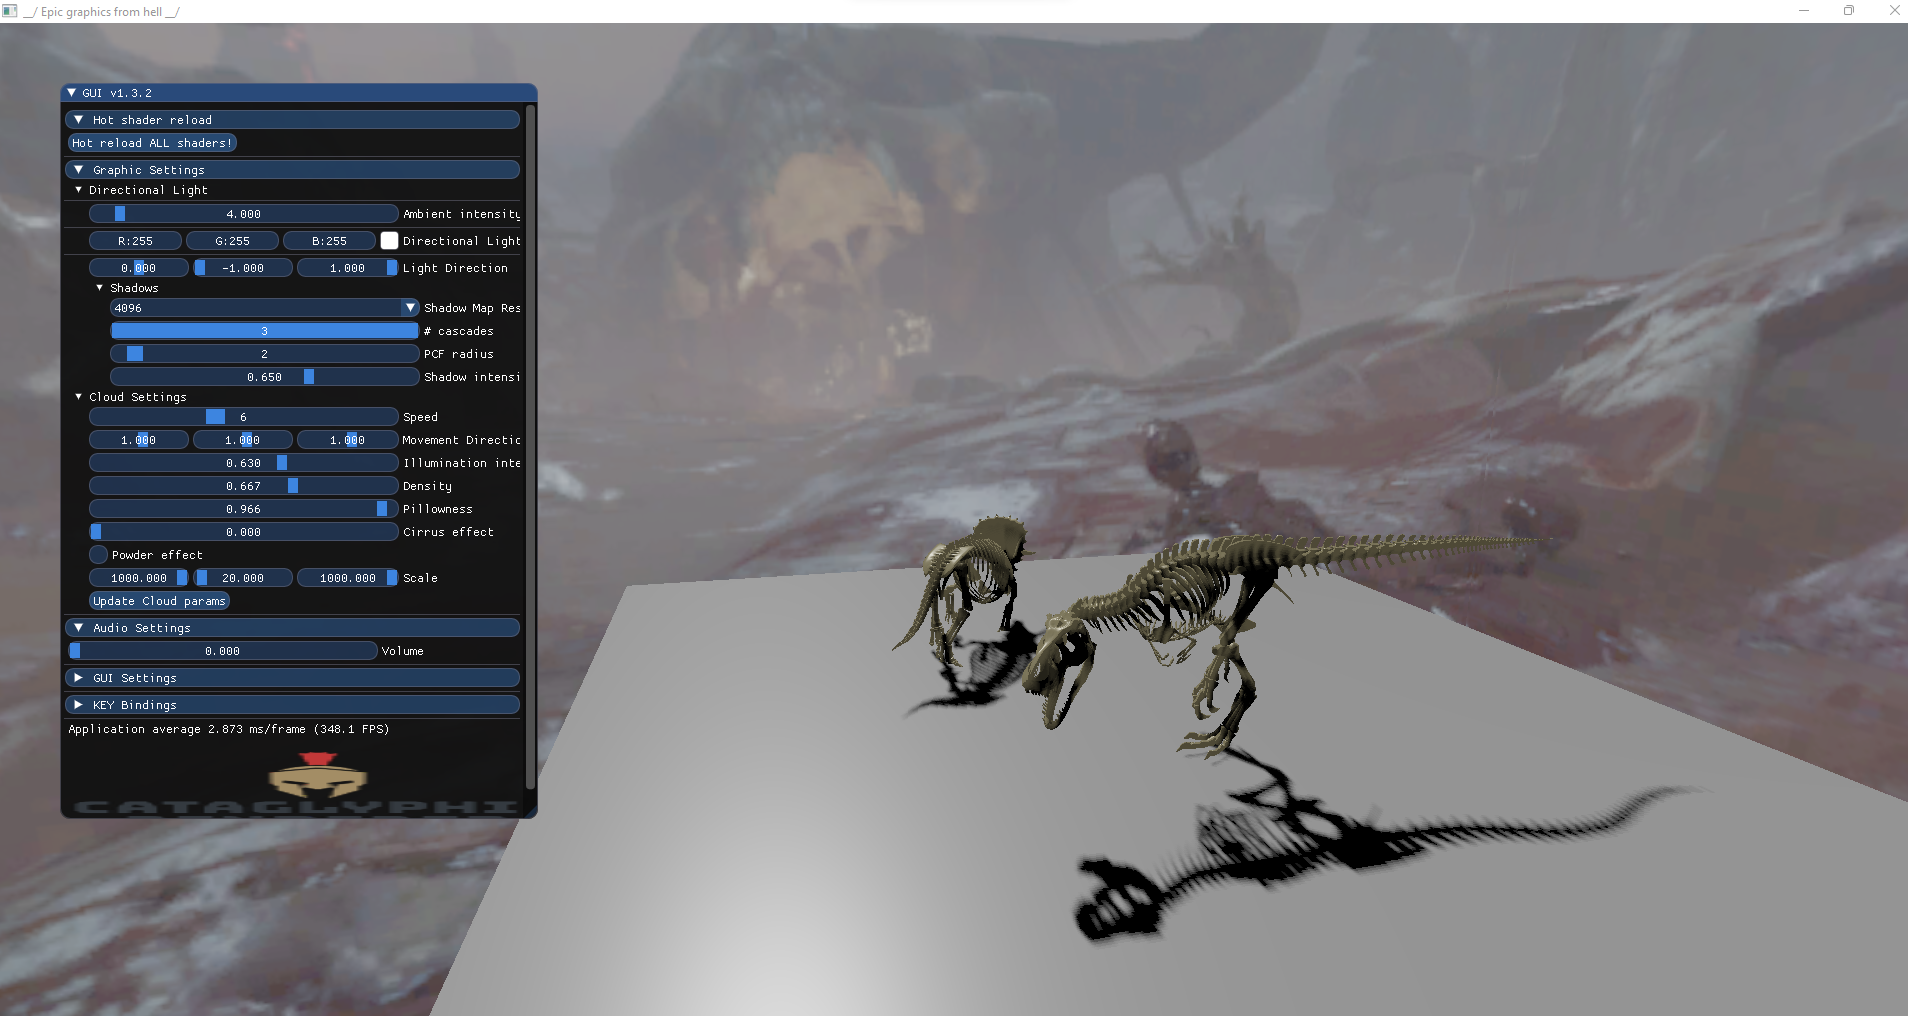 __/ Epic graphics from hell __/
GUI v1.3.2
Hot shader reload
Hot reload ALL shaders!
Graphic Settings
Directional Light
4.000 Ambient intensity
R:255 G:255 B:255 Directional Light
0.000 -1.000 1.000 Light Direction
Shadows
4096 Shadow Map Res
3 # cascades
2 PCF radius
0.650 Shadow intensi
Cloud Settings
6 Speed
1.000 1.000 1.000 Movement Directio
0.630 Illumination inte
0.667 Density
0.966 Pillowness
0.000 Cirrus effect
Powder effect
1000.000 20.000 1000.000 Scale
Update Cloud params
Audio Settings
0.000 Volume
GUI Settings
KEY Bindings
Application average 2.873 ms/frame (348.1 FPS)
CATAGLYPHI